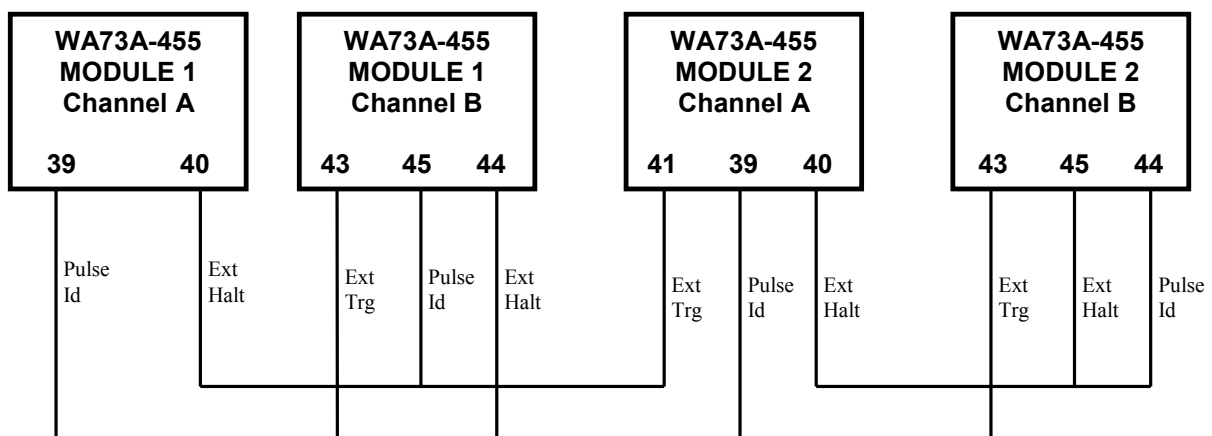 WA73A-455
MODULE 1
Channel A
39 40
WA73A-455
MODULE 1
Channel B
43 45 44
WA73A-455
MODULE 2
Channel A
41 39 40
WA73A-455
MODULE 2
Channel B
43 45 44
Pulse
Id
Ext
Halt
Ext
Trg
Pulse
Id
Ext
Halt
Ext
Trg
Pulse
Id
Ext
Halt
Ext
Trg
Ext
Halt
Pulse
Id